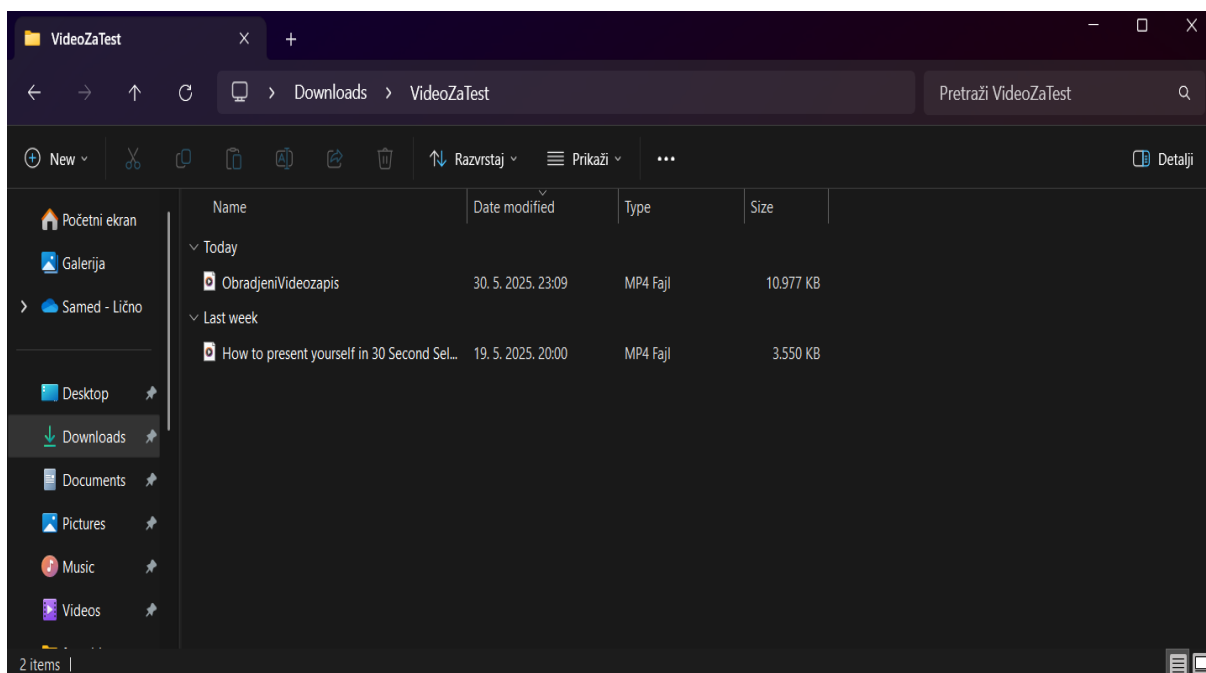 VideoZaTest
Downloads > VideoZaTest
Pretraži VideoZaTest
New
Razvrstaj
Prikaži
Detalji
Početni ekran
Galerija
Samed - Lično
Desktop
Downloads
Documents
Pictures
Music
Videos
Name Date modified Type Size
Today
ObradjeniVideozapis 30. 5. 2025. 23:09 MP4 Fajl 10.977 KB
Last week
How to present yourself in 30 Second Sel... 19. 5. 2025. 20:00 MP4 Fajl 3.550 KB
2 items